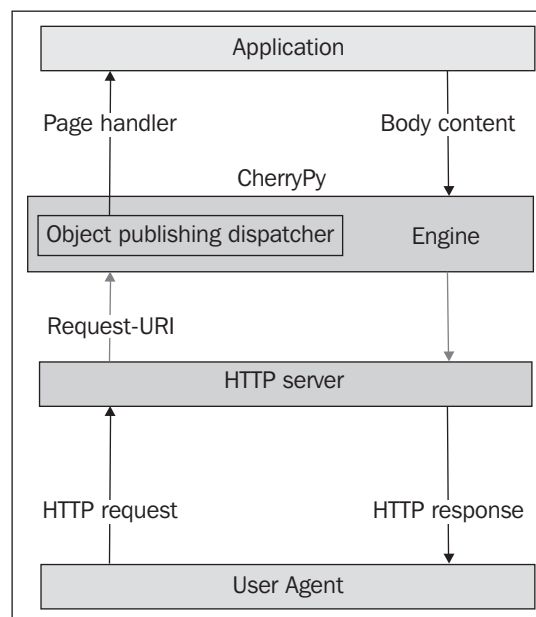 Application
Page handler
Body content
CherryPy
Object publishing dispatcher
Engine
Request-URI
HTTP server
HTTP request
HTTP response
User Agent